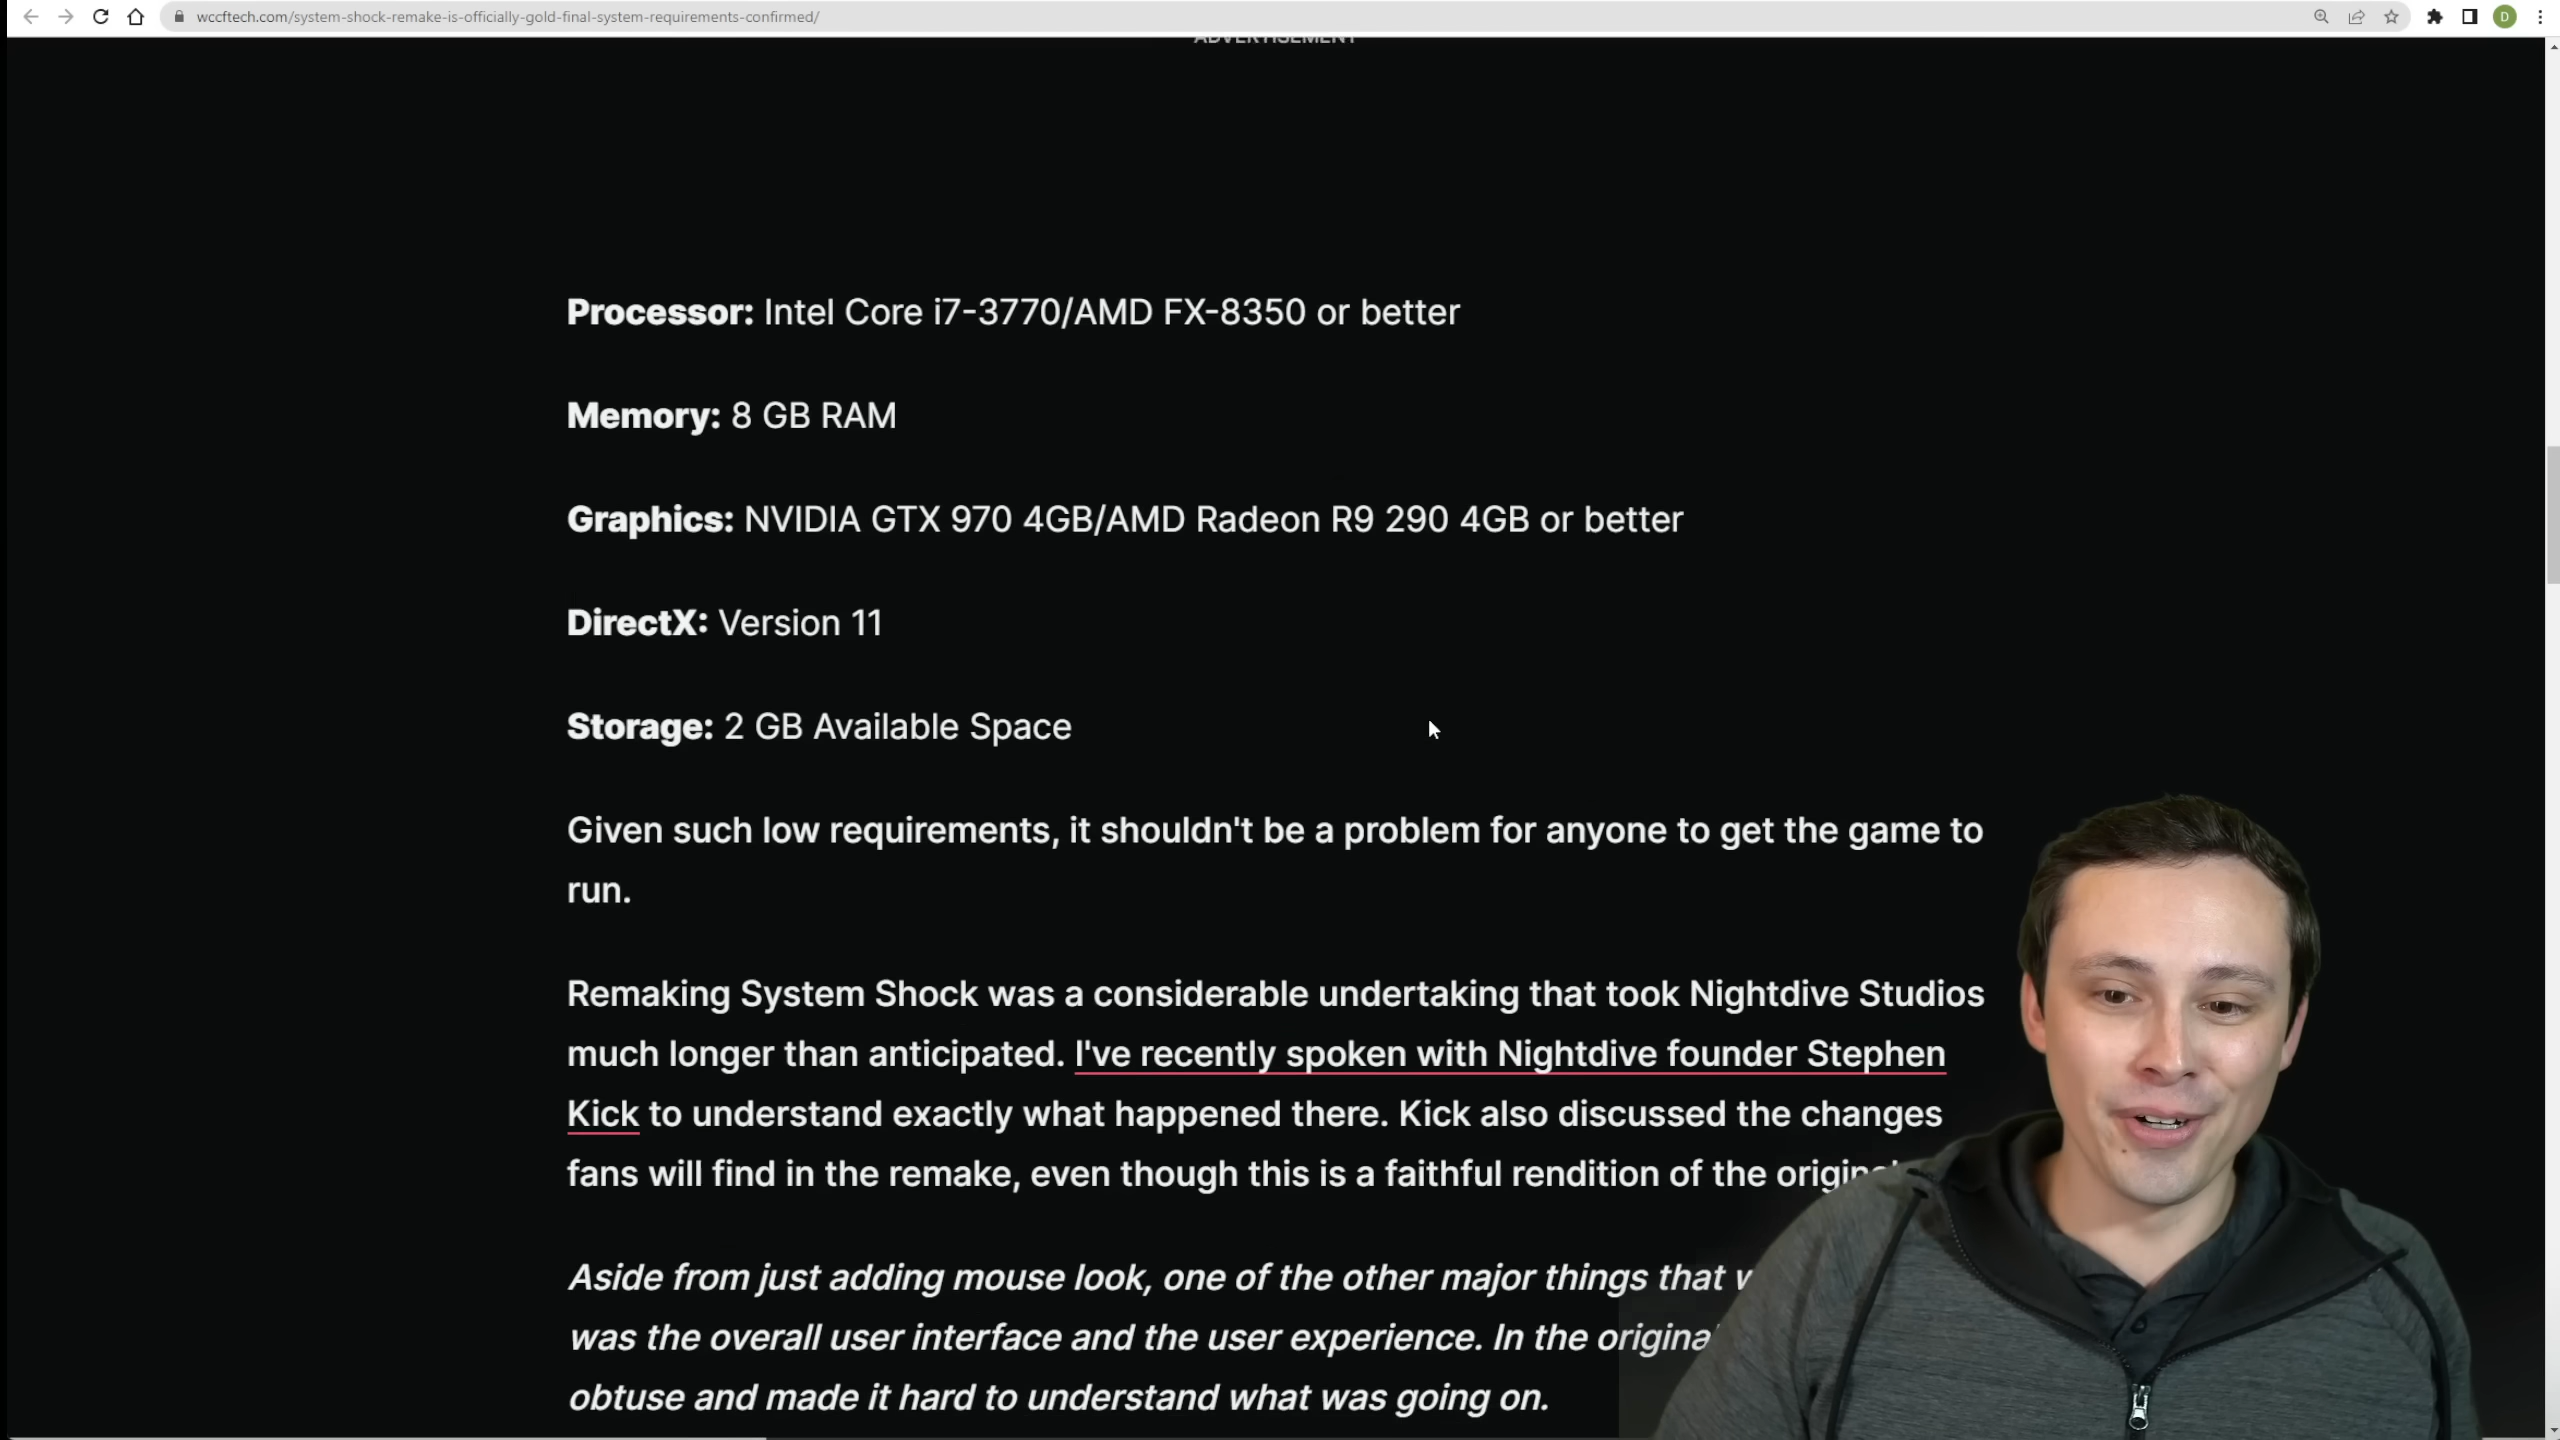 wccftech.com/system-shock-remake-is-officially-gold-final-system-requirements-confirmed/
D
ADVERTISEMENT
Processor: Intel Core i7-3770/AMD FX-8350 or better
Memory: 8 GB RAM
Graphics: NVIDIA GTX 970 4GB/AMD Radeon R9 290 4GB or better
DirectX: Version 11
Storage: 2 GB Available Space
Given such low requirements, it shouldn't be a problem for anyone to get the game to
run.
Remaking System Shock was a considerable undertaking that took Nightdive Studios
much longer than anticipated. I've recently spoken with Nightdive founder Stephen
Kick to understand exactly what happened there. Kick also discussed the changes
fans will find in the remake, even though this is a faithful rendition of the
Aside from just adding mouse look, one of the other major things that
was the overall user interface and the user experience. In the
obtuse and made it hard to understand what was going on.